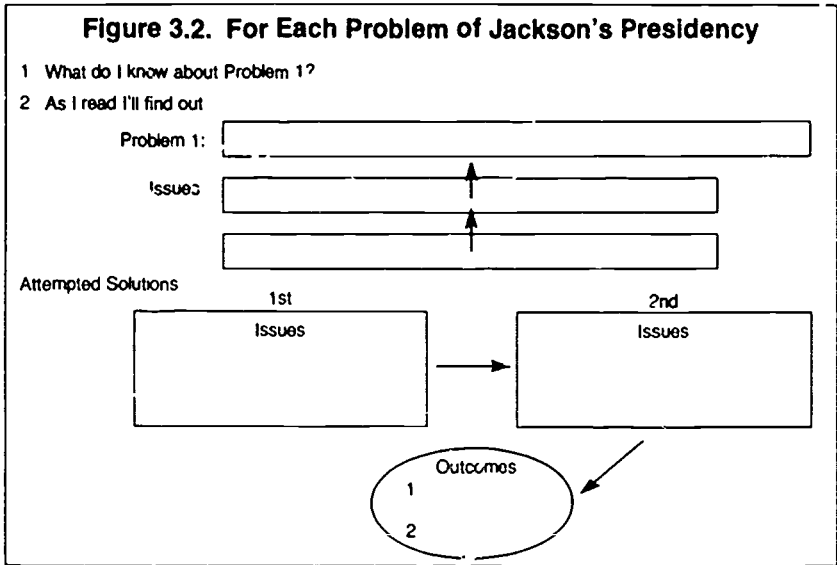 Figure 3.2. For Each Problem of Jackson's Presidency
1 What do I know about Problem 1?
2 As I read I'll find out
Problem 1:
Issues
Attempted Solutions
1st
2nd
Issues
Issues
Outcomes
1
2